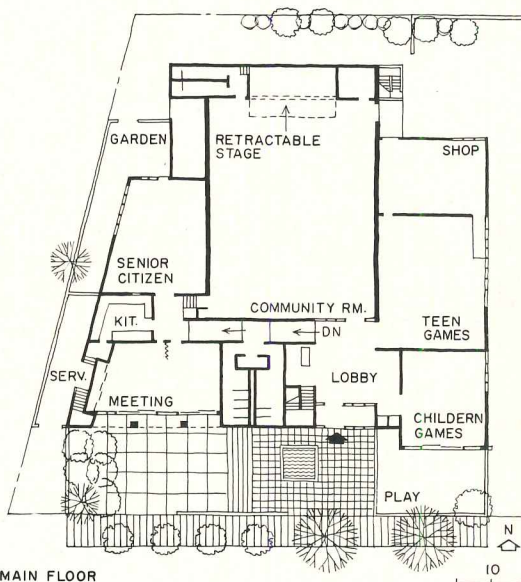 GARDEN
RETRACTABLE
STAGE
SHOP
SENIOR
CITIZEN
COMMUNITY RM.
KIT.
DN
TEEN
GAMES
SERV.
LOBBY
MEETING
CHILDERN
GAMES
PLAY
N
MAIN FLOOR
10